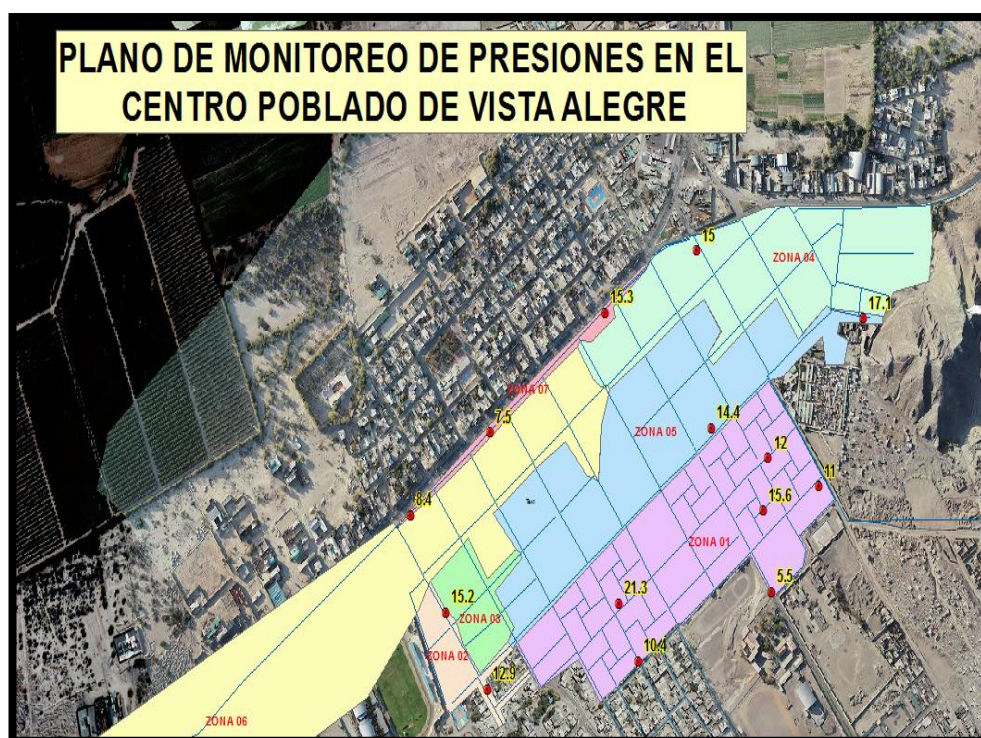 PLANO DE MONITOREO DE PRESIONES EN EL
CENTRO POBLADO DE VISTA ALEGRE
15
ZONA 04
15.3
17.1
ZONA 07
7.5
14.4
ZONA 05
12
11
8.4
15.6
ZONA 01
15.2
21.3
5.5
ZONA 03
ZONA 02
10.4
12.9
ZONA 06